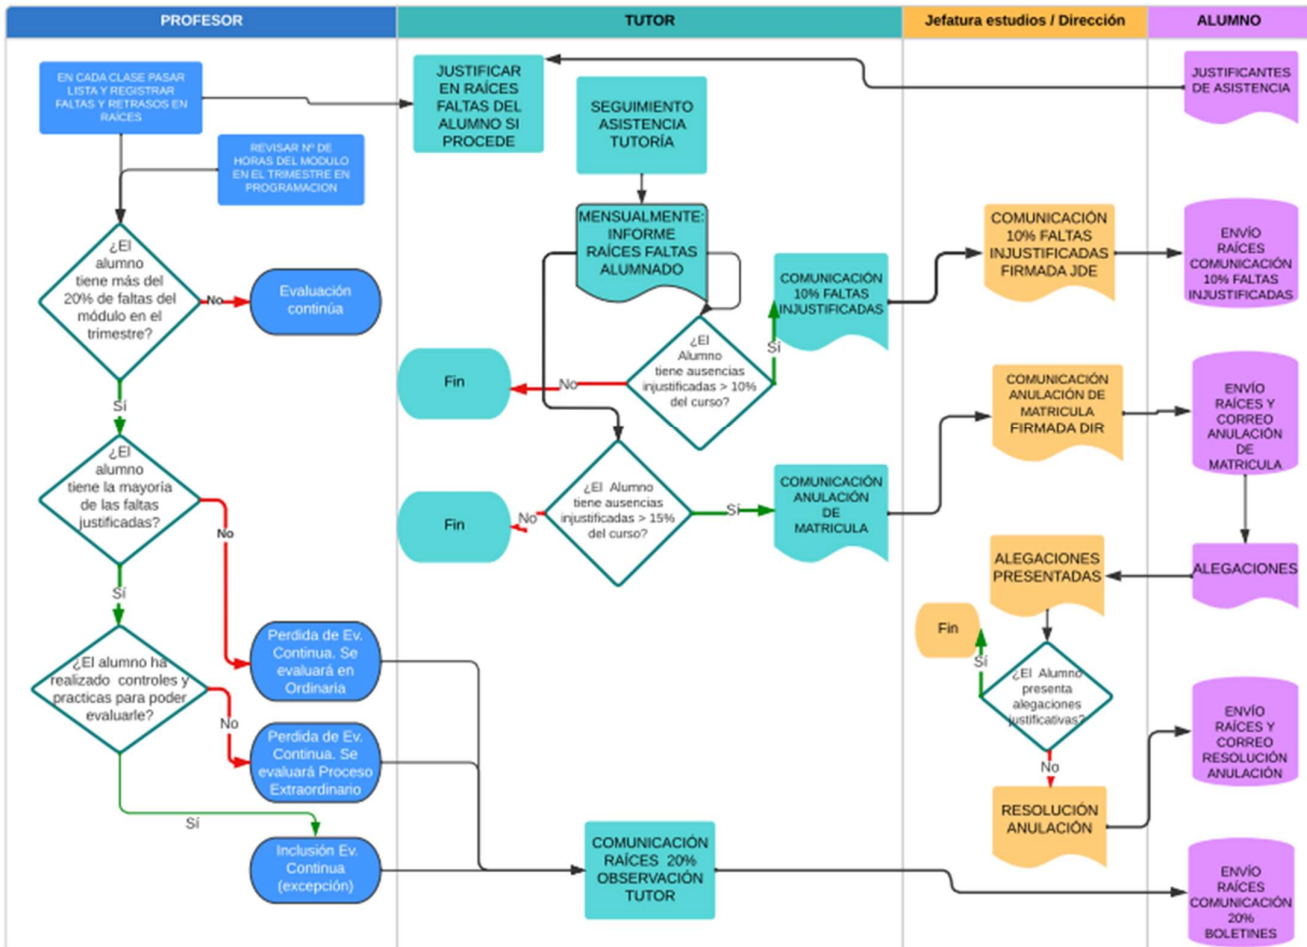 PROFESOR
TUTOR
Jefatura estudios / Dirección
ALUMNO
EN CADA CLASE PASAR
LISTA Y REGISTRAR
FALTAS Y RETRASOS EN
RAÍCES
REVISAR Nº DE
HORAS DEL MODULO
EN EL TRIMESTRE EN
PROGRAMACION
¿El
alumno
tiene más del
20% de faltas del
módulo en el
trimestre?
No
Evaluación
continúa
Sí
¿El
alumno
tiene la mayoría
de las faltas
justificadas?
No
Sí
¿El alumno ha
realizado controles y
practicas para poder
evaluarle?
No
Sí
Perdida de Ev.
Continua. Se
evaluará en
Ordinaria
Perdida de Ev.
Continua. Se
evaluará Proceso
Extraordinario
Inclusión Ev.
Continua
(excepción)
JUSTIFICAR
EN RAÍCES
FALTAS DEL
ALUMNO SI
PROCEDE
SEGUIMIENTO
ASISTENCIA
TUTORÍA
MENSUALMENTE:
INFORME
RAÍCES FALTAS
ALUMNADO
¿El
Alumno
tiene ausencias
injustificadas > 10%
del curso?
No
Fin
Sí
COMUNICACIÓN
10% FALTAS
INJUSTIFICADAS
¿El Alumno
tiene ausencias
injustificadas > 15%
del curso?
No
Fin
Sí
COMUNICACIÓN
ANULACIÓN
DE
MATRICULA
COMUNICACIÓN
RAÍCES 20%
OBSERVACIÓN
TUTOR
COMUNICACIÓN
10% FALTAS
INJUSTIFICADAS
FIRMADA JDE
COMUNICACIÓN
ANULACIÓN DE
MATRICULA
FIRMADA DIR
ALEGACIONES
PRESENTADAS
Fin
Sí
¿El Alumno
presenta
alegaciones
justificativas?
No
RESOLUCIÓN
ANULACIÓN
JUSTIFICANTES
DE ASISTENCIA
ENVÍO
RAÍCES
COMUNICACIÓN
10% FALTAS
INJUSTIFICADAS
ENVÍO
RAÍCES Y
CORREO
ANULACIÓN
DE
MATRICULA
ALEGACIONES
ENVÍO
RAÍCES Y
CORREO
RESOLUCIÓN
ANULACIÓN
ENVÍO
RAÍCES
COMUNICACIÓN
20%
BOLETINES